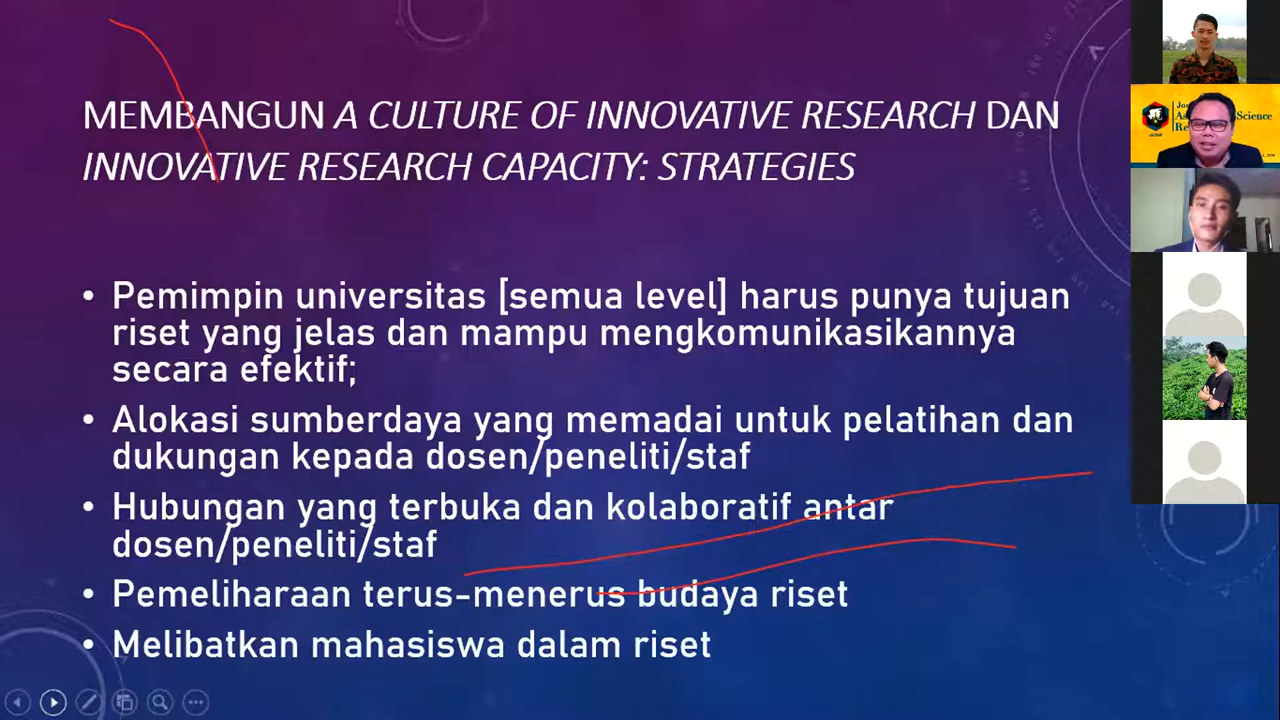 MEMBANGUN A CULTURE OF INNOVATIVE RESEARCH DAN
INNOVATIVE RESEARCH CAPACITY: STRATEGIES
• Pemimpin universitas [semua level] harus punya tujuan
riset yang jelas dan mampu mengkomunikasikannya
secara efektif;
• Alokasi sumberdaya yang memadai untuk pelatihan dan
dukungan kepada dosen/peneliti/staf
• Hubungan yang terbuka dan kolaboratif antar
dosen/peneliti/staf
• Pemeliharaan terus-menerus budaya riset
• Melibatkan mahasiswa dalam riset
Science